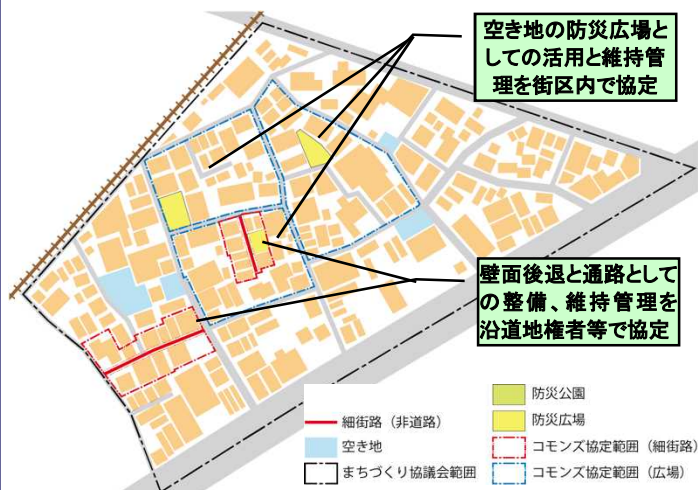 空き地の防災広場と
しての活用と維持管
理を街区内で協定
壁面後退と通路として
の整備、維持管理を
沿道地権者等で協定
細街路（非道路）
空き地
まちづくり協議会範囲
防災公園
防災広場
コモンズ協定範囲（細街路）
コモンズ協定範囲（広場）